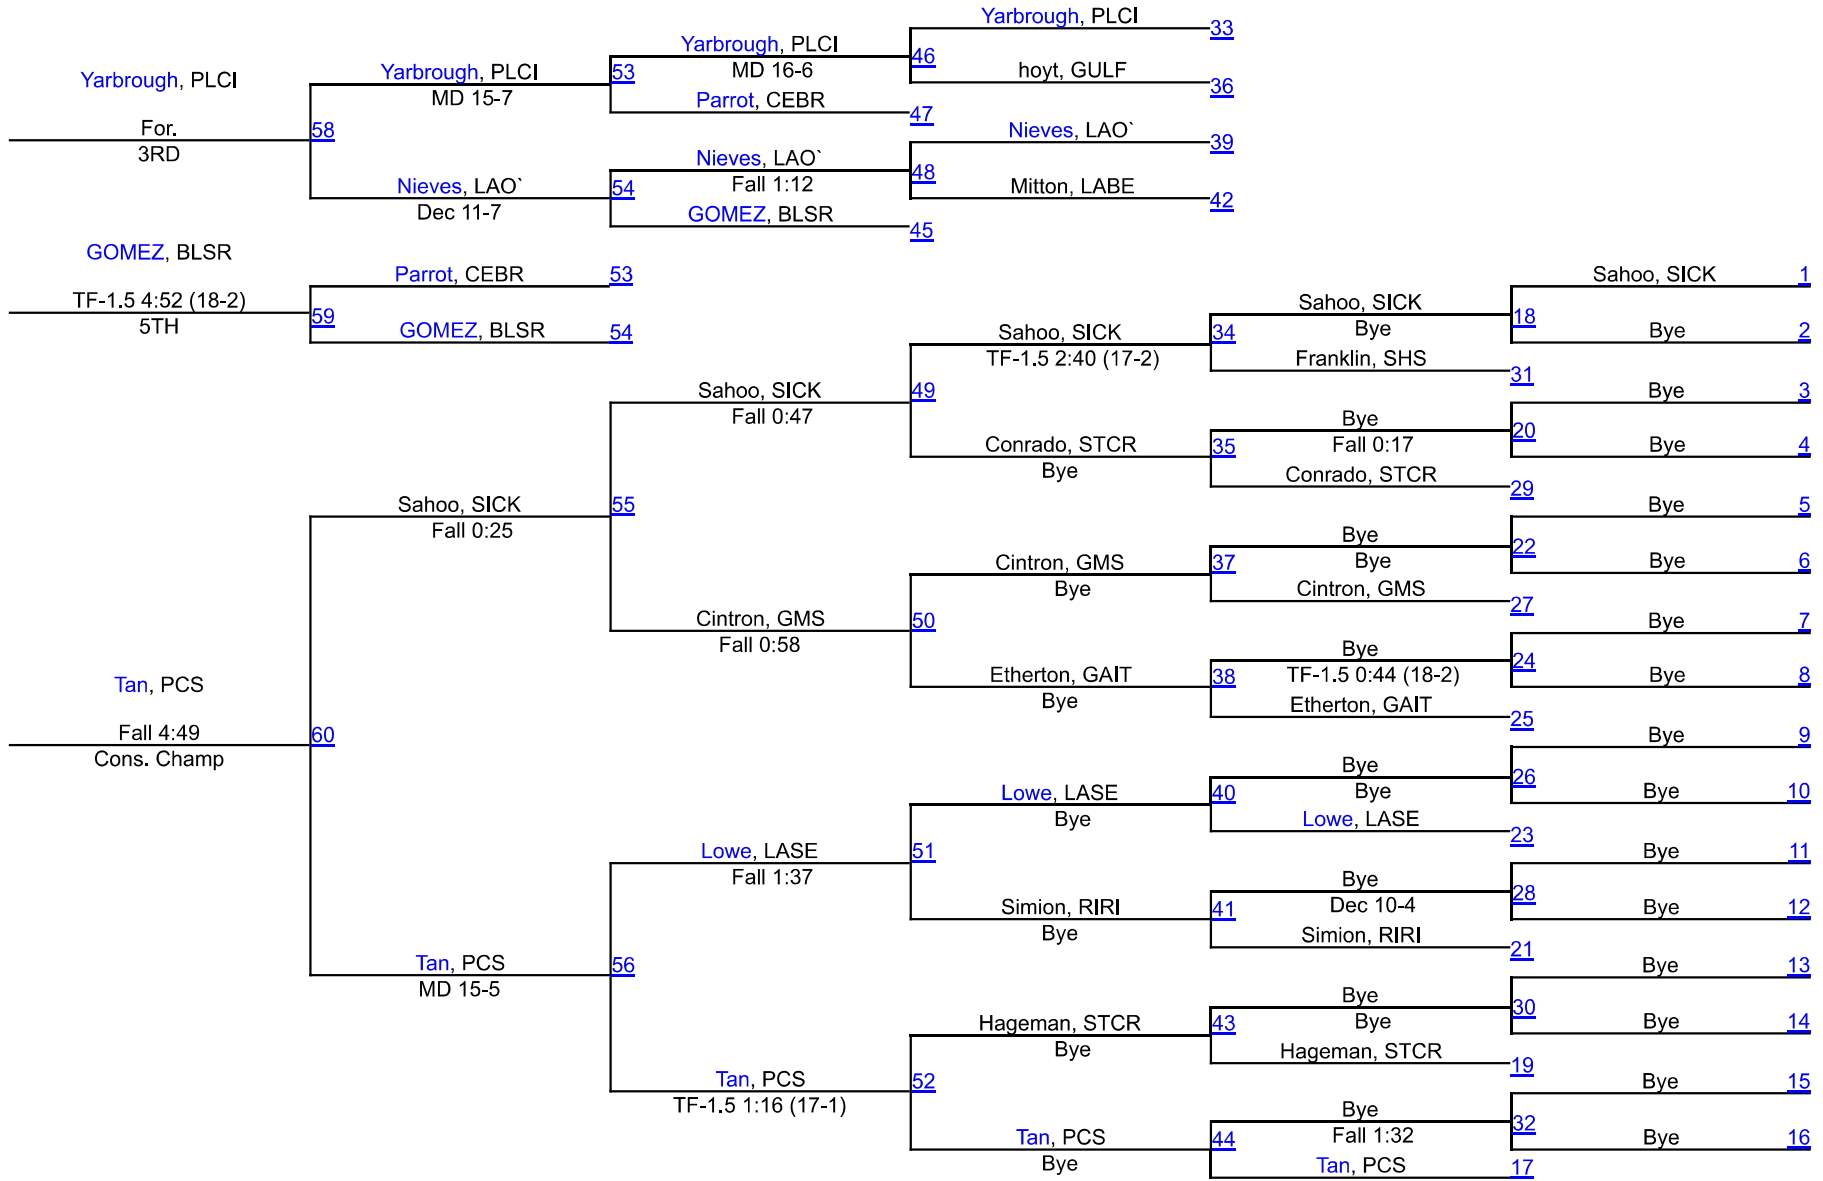 Yarbrough, PLCI
33
Yarbrough, PLCI
46
MD 16-6
hoyt, GULF
36
Yarbrough, PLCI
53
MD 15-7
Parrot, CEBR
47
Yarbrough, PLCI
For.
58
3RD
Nieves, LAO`
39
Nieves, LAO`
48
Fall 1:12
Mitton, LABE
42
Nieves, LAO`
54
Dec 11-7
GOMEZ, BLSR
45
GOMEZ, BLSR
TF-1.5 4:52 (18-2)
59
5TH
Parrot, CEBR
53
GOMEZ, BLSR
54
Sahoo, SICK
1
Sahoo, SICK
18
Bye
Bye
2
Sahoo, SICK
34
TF-1.5 2:40 (17-2)
Franklin, SHS
31
Sahoo, SICK
49
Fall 0:47
Bye
3
Bye
20
Fall 0:17
Bye
4
Conrado, STCR
35
Bye
Conrado, STCR
29
Sahoo, SICK
55
Fall 0:25
Bye
5
Bye
22
Bye
Bye
6
Cintron, GMS
37
Bye
Cintron, GMS
27
Cintron, GMS
50
Fall 0:58
Bye
7
Bye
24
TF-1.5 0:44 (18-2)
Bye
8
Etherton, GAIT
38
Bye
Etherton, GAIT
25
Tan, PCS
Fall 4:49
60
Cons. Champ
Bye
9
Bye
26
Bye
Bye
10
Lowe, LASE
40
Bye
Lowe, LASE
23
Lowe, LASE
51
Fall 1:37
Bye
11
Bye
28
Dec 10-4
Bye
12
Simion, RIRI
41
Bye
Simion, RIRI
21
Tan, PCS
56
MD 15-5
Bye
13
Bye
30
Bye
Bye
14
Hageman, STCR
43
Bye
Hageman, STCR
19
Tan, PCS
52
TF-1.5 1:16 (17-1)
Bye
15
Bye
32
Fall 1:32
Bye
16
Tan, PCS
44
Bye
Tan, PCS
17